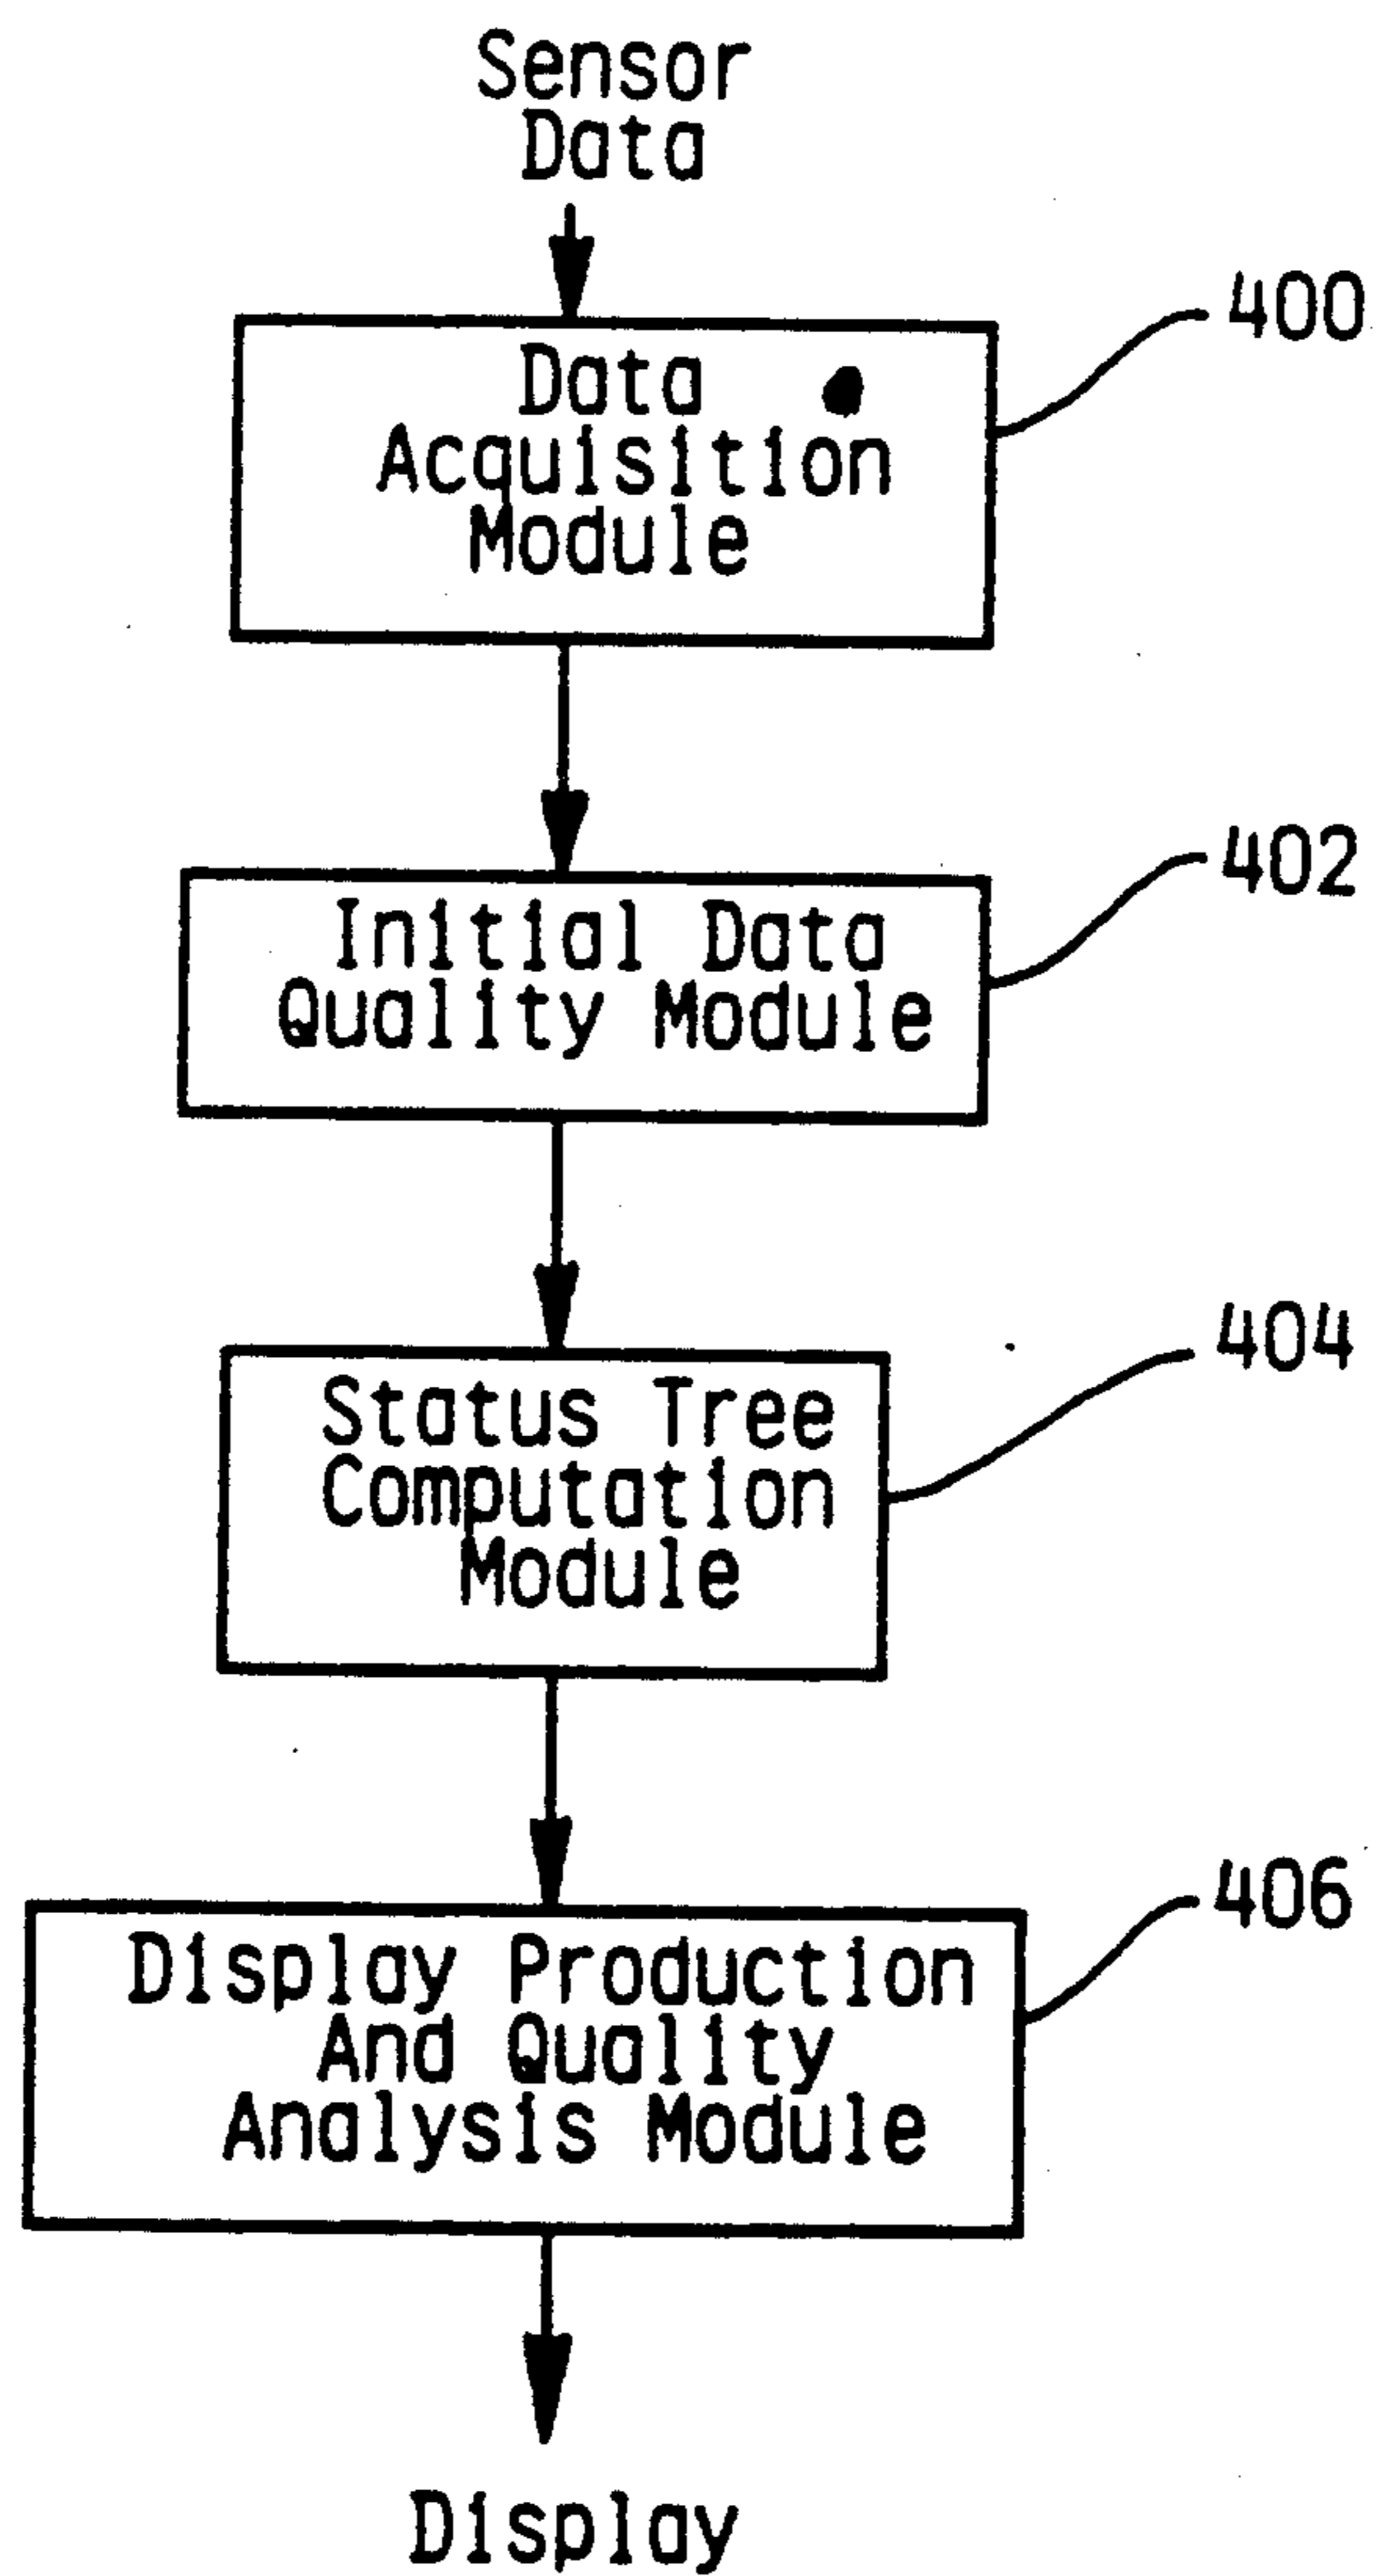 Sensor
Data
400
Data
Acquisition
Module
402
Initial Data
Quality Module
404
Status Tree
Computation
Module
406
Display Production
And Quality
Analysis Module
Display